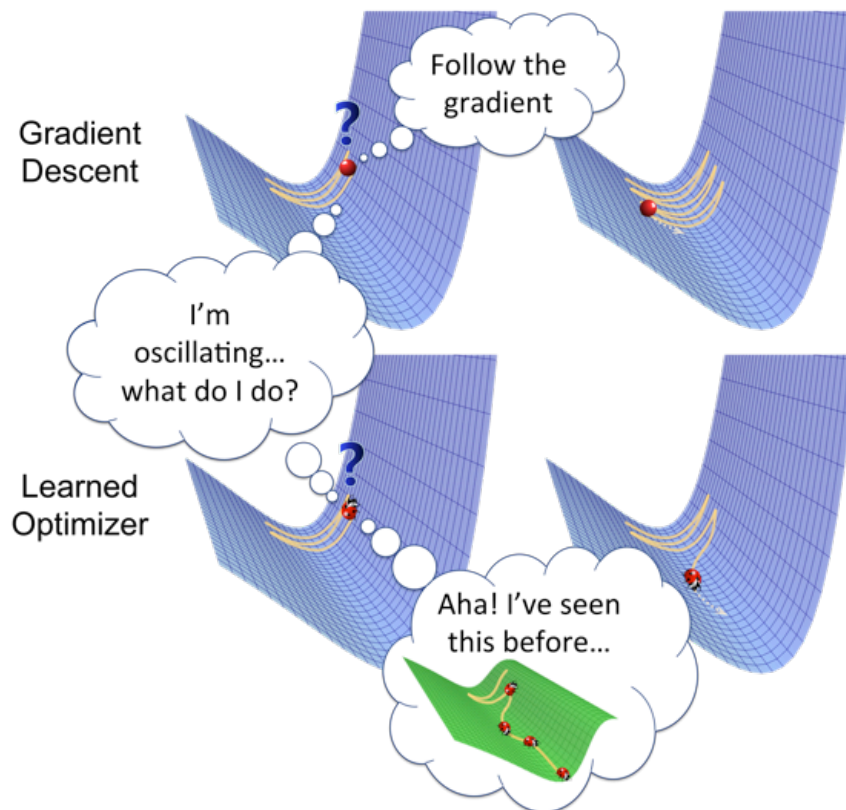 Follow the
gradient
?
Gradient
Descent
I'm
oscillating...
what do I do?
?
Learned
Optimizer
Aha! I've seen
this before...